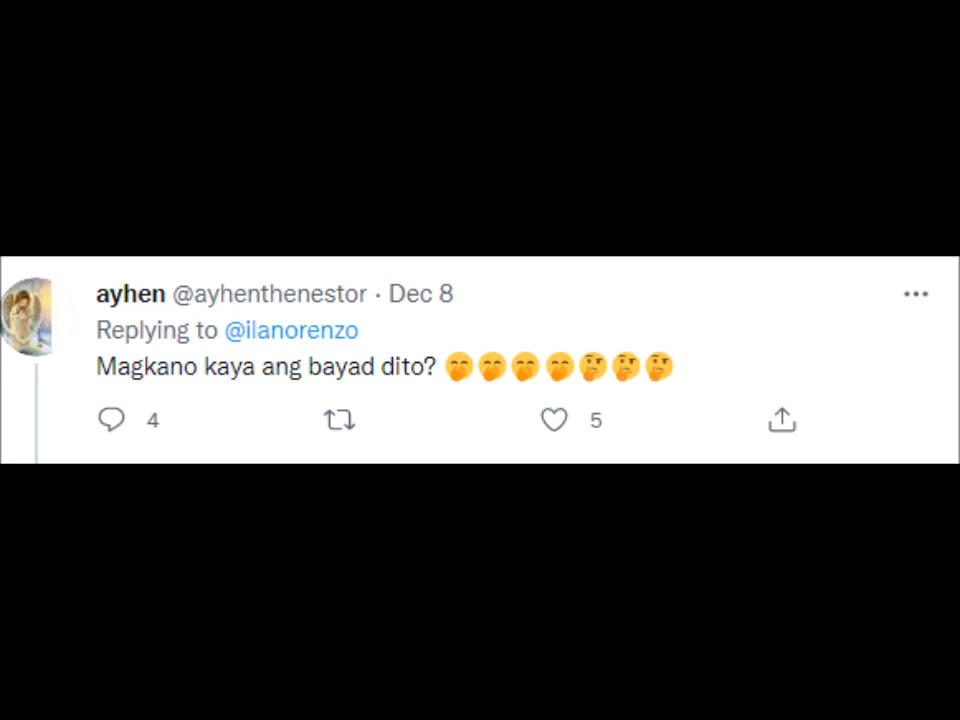 ayhen @ayhenthenestor · Dec 8
Replying to @ilanorenzo
Magkano kaya ang bayad dito? 🤭🤭🤭🤭🤔🤔🤔
4 5